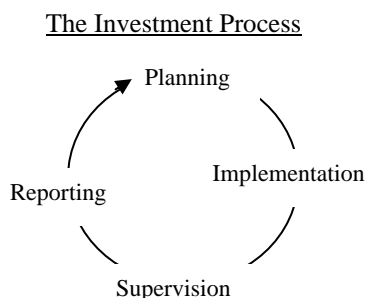 The Investment Process
Planning
Implementation
Reporting
Supervision